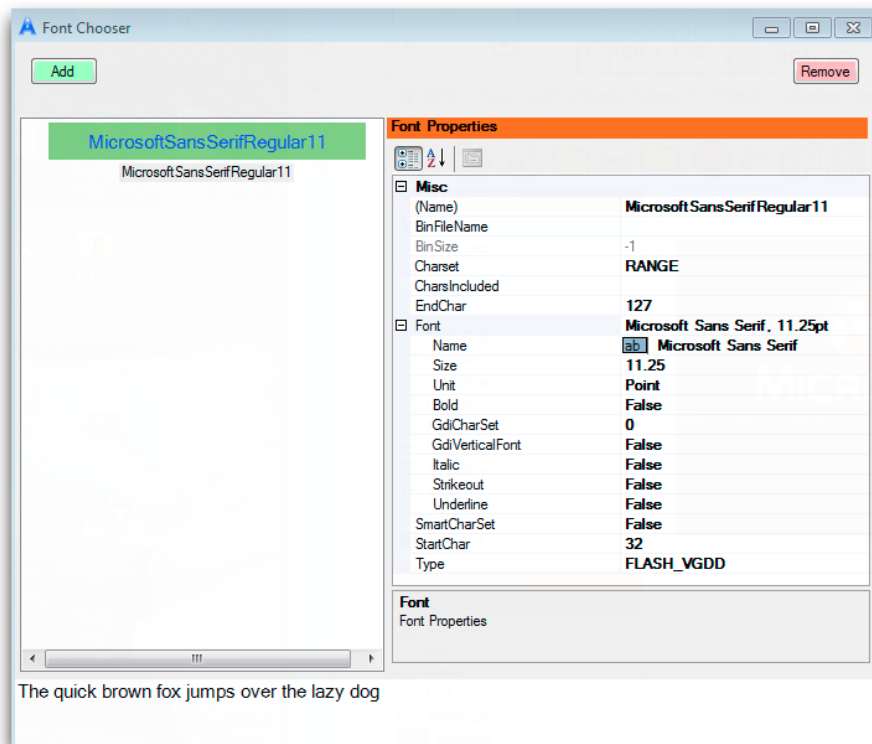 Font Chooser
Add
Remove
MicrosoftSansSerifRegular11
MicrosoftSansSerifRegular11
Font Properties
Misc
(Name) MicrosoftSansSerifRegular11
BinFileName
BinSize -1
Charset RANGE
CharsIncluded
EndChar 127
Font Microsoft Sans Serif, 11.25pt
Name ab Microsoft Sans Serif
Size 11.25
Unit Point
Bold False
GdiCharSet 0
GdiVerticalFont False
Italic False
Strikeout False
Underline False
SmartCharSet False
StartChar 32
Type FLASH_VGDD
Font
Font Properties
The quick brown fox jumps over the lazy dog